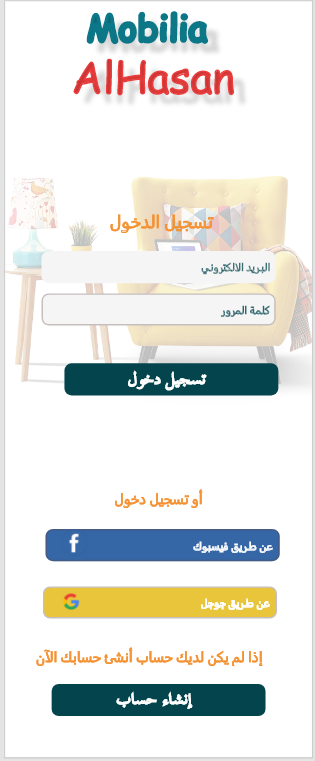 Mobilia
AlHasan
تسجيل الدخول
البريد الالكتروني
كلمة المرور
تسجيل دخول
أو تسجيل دخول
عن طريق فيسبوك
عن طريق جوجل
إذا لم يكن لديك حساب أنشئ حسابك الآن
إنشاء حساب